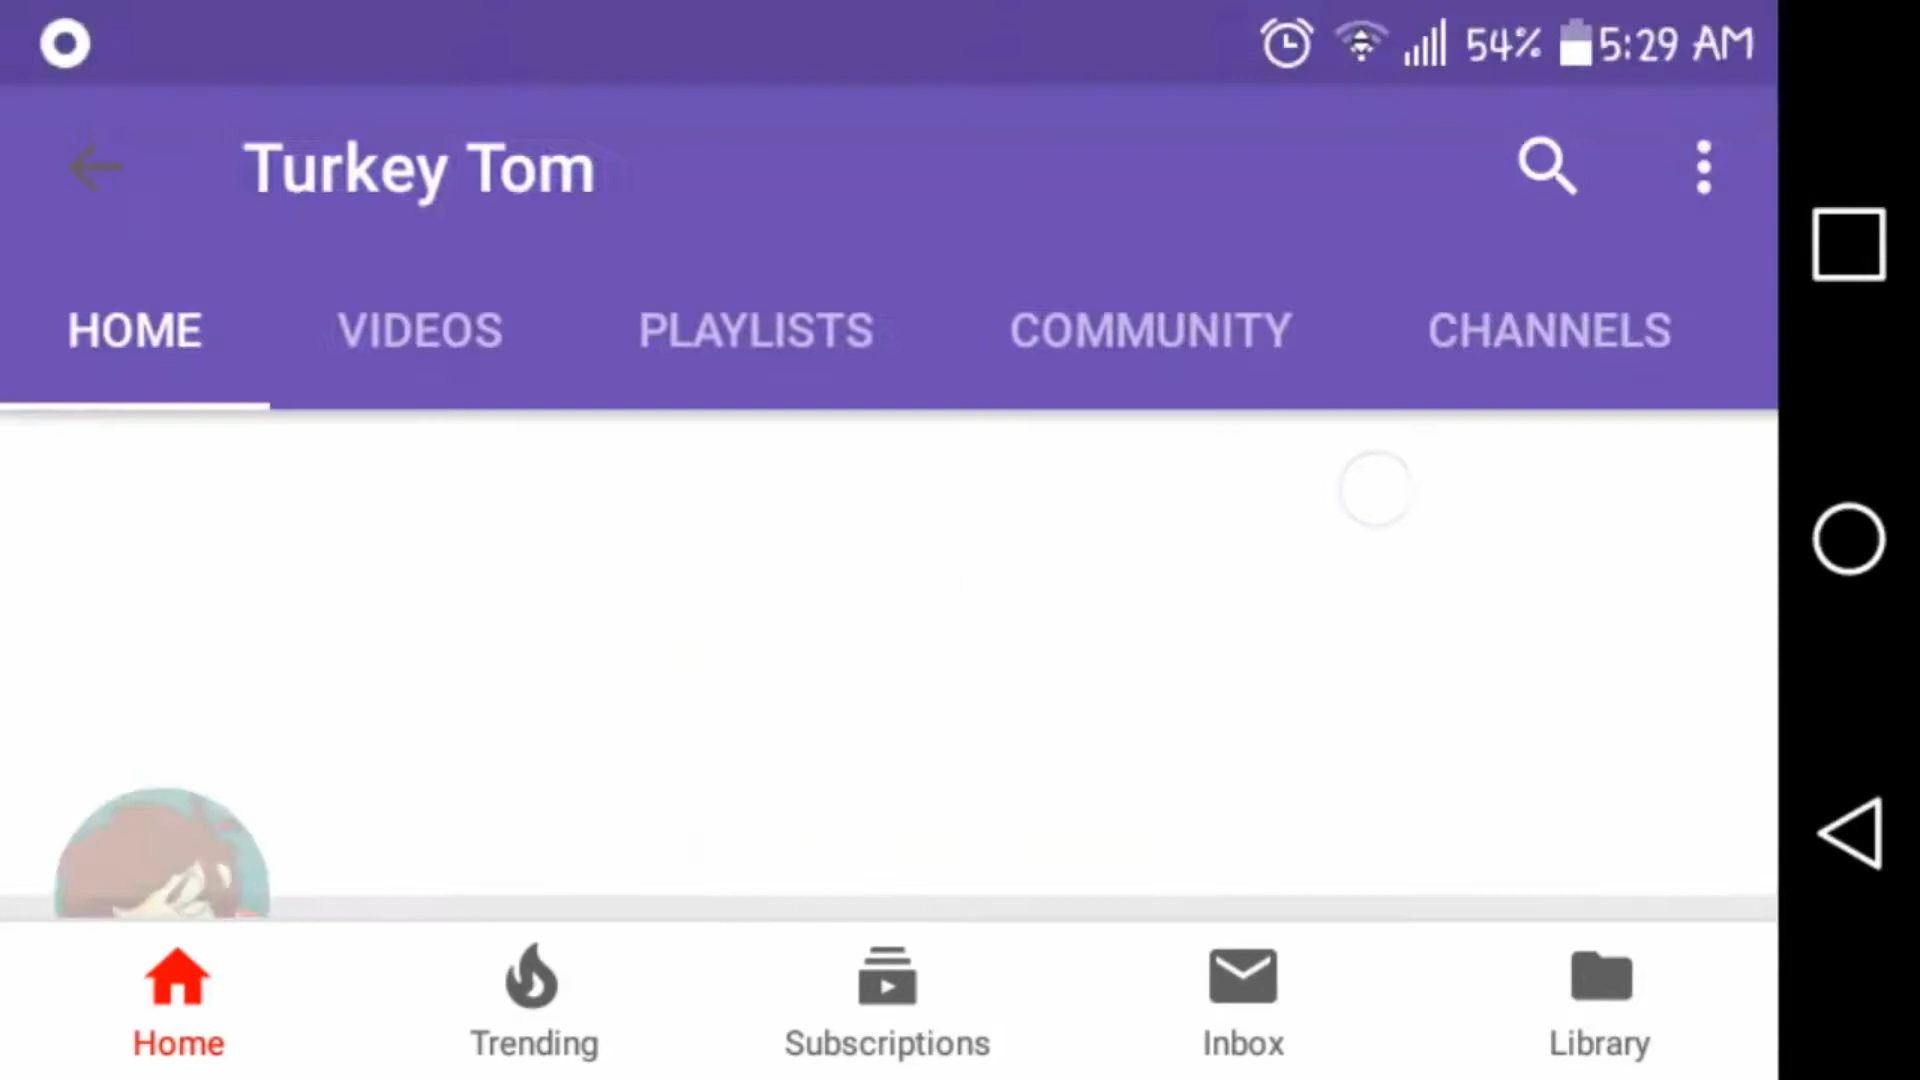 54% 5:29 AM
Turkey Tom
HOME VIDEOS PLAYLISTS COMMUNITY CHANNELS
Home Trending Subscriptions Inbox Library